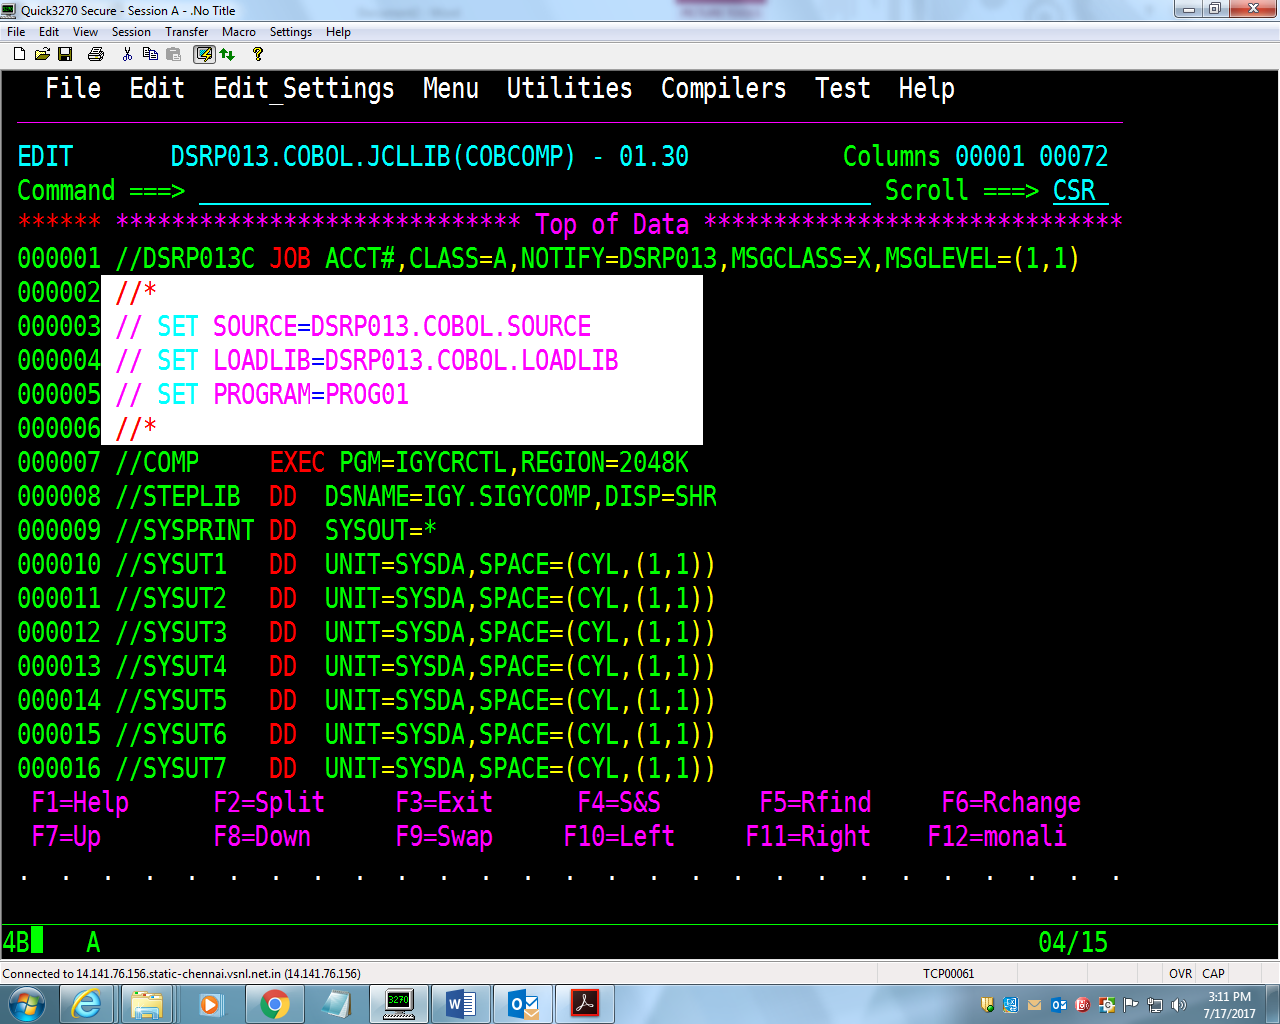 Quick3270 Secure - Session A - .No Title
File Edit View Session Transfer Macro Settings Help
File Edit Edit_Settings Menu Utilities Compilers Test Help
EDIT DSRP013.COBOL.JCLLIB(COBCOMP) - 01.30 Columns 00001 00072
Command ===> Scroll ===> CSR
****** ***************************** Top of Data ******************************
000001 //DSRP013C JOB ACCT#,CLASS=A,NOTIFY=DSRP013,MSGCLASS=X,MSGLEVEL=(1,1)
000002 //*
000003 // SET SOURCE=DSRP013.COBOL.SOURCE
000004 // SET LOADLIB=DSRP013.COBOL.LOADLIB
000005 // SET PROGRAM=PROG01
000006 //*
000007 //COMP EXEC PGM=IGYCRCTL,REGION=2048K
000008 //STEPLIB DD DSNAME=IGY.SIGYCOMP,DISP=SHR
000009 //SYSPRINT DD SYSOUT=*
000010 //SYSUT1 DD UNIT=SYSDA,SPACE=(CYL,(1,1))
000011 //SYSUT2 DD UNIT=SYSDA,SPACE=(CYL,(1,1))
000012 //SYSUT3 DD UNIT=SYSDA,SPACE=(CYL,(1,1))
000013 //SYSUT4 DD UNIT=SYSDA,SPACE=(CYL,(1,1))
000014 //SYSUT5 DD UNIT=SYSDA,SPACE=(CYL,(1,1))
000015 //SYSUT6 DD UNIT=SYSDA,SPACE=(CYL,(1,1))
000016 //SYSUT7 DD UNIT=SYSDA,SPACE=(CYL,(1,1))
F1=Help F2=Split F3=Exit F4=S&S F5=Rfind F6=Rchange
F7=Up F8=Down F9=Swap F10=Left F11=Right F12=monali
. . . . . . . . . . . . . . . . . . . . . . . . . . .
4B A 04/15
Connected to 14.141.76.156.static-chennai.vsnl.net.in (14.141.76.156) TCP00061 OVR CAP
3270
3:11 PM
7/17/2017